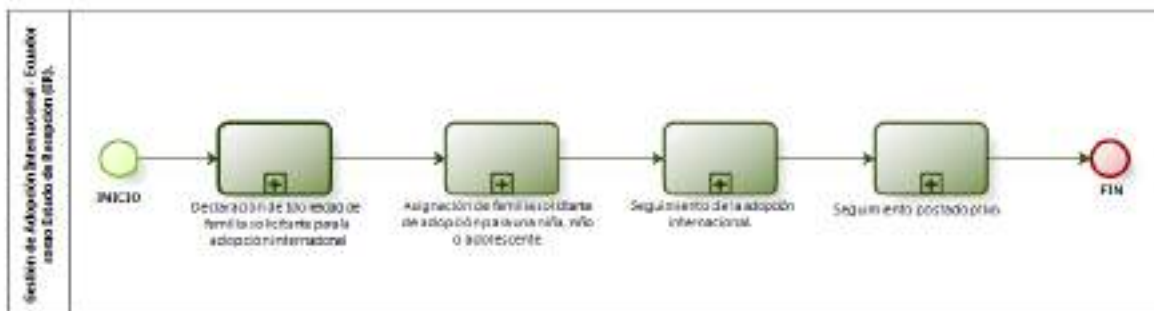 Gestión de Adopción Internacional - Ecuador
como Estado de Recepción (ER).
INICIO
Declaración de idoneidad de
familia solicitante para la
adopción internacional
Asignación de familia solicitante
de adopción para una niña, niño
o adolescente
Seguimiento de la adopción
internacional.
Seguimiento postadoptivo.
FIN